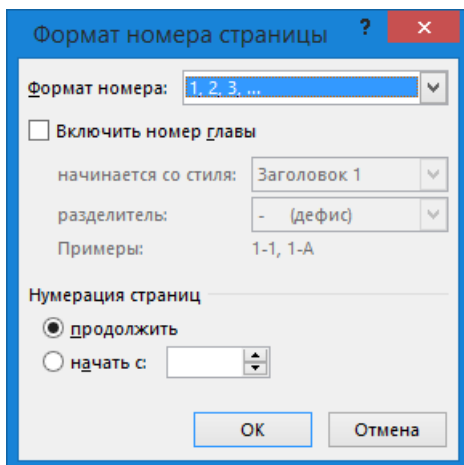 Формат номера страницы ? ×
Формат номера: 1, 2, 3, ...
Включить номер главы
начинается со стиля: Заголовок 1
разделитель: - (дефис)
Примеры: 1-1, 1-A
Нумерация страниц
продолжить
начать с:
ОК Отмена